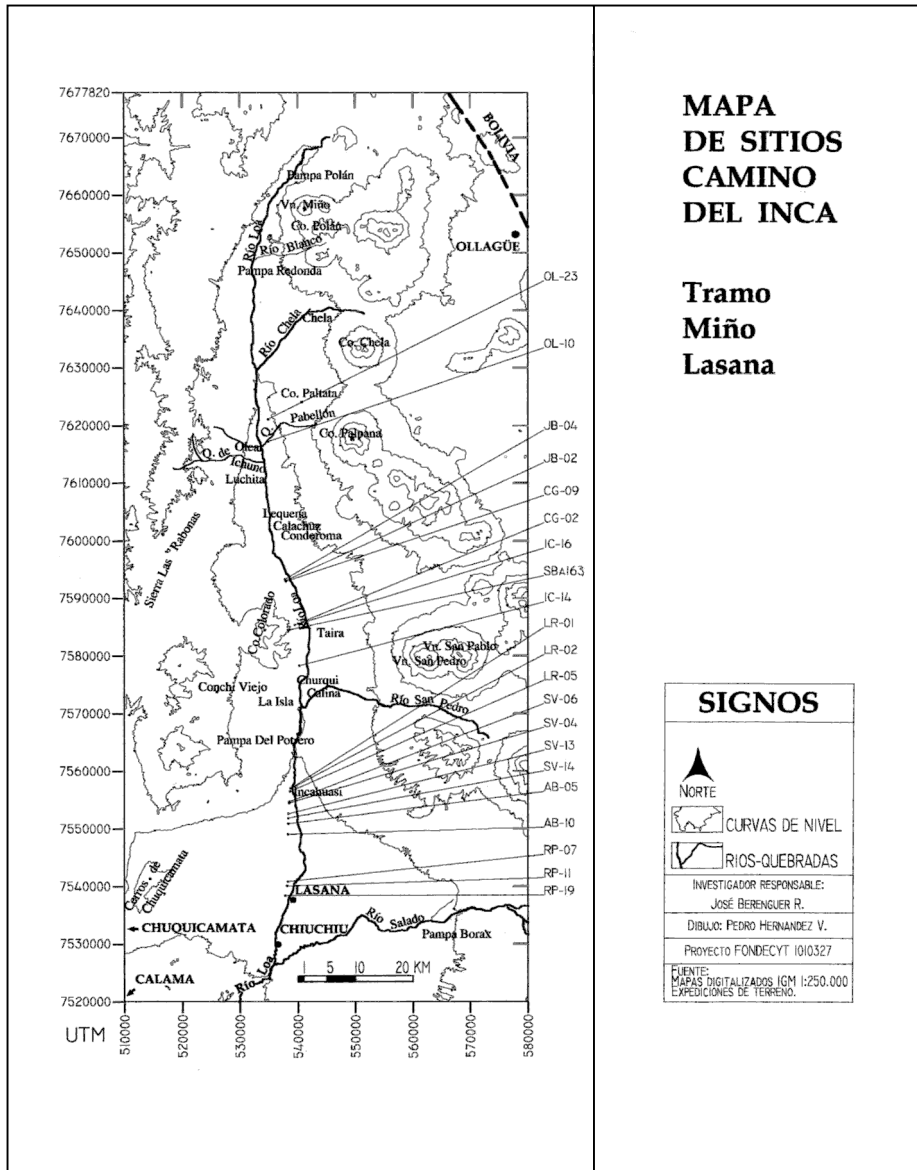 MAPA
DE SITIOS
CAMINO
DEL INCA
Tramo
Miño
Lasana
7677820
7670000
7660000
7650000
7640000
7630000
7620000
7610000
7600000
7590000
7580000
7570000
7560000
7550000
7540000
7530000
7520000
UTM
510000
520000
530000
540000
550000
560000
570000
580000
BOLIVIA
OLLAGÜE
Pampa Polán
Vn. Miño
Co. Polán
Río Loa
Río Blanco
Pampa Redonda
Río Chela
Chela
Co. Chela
Co. Paltata
Q. Pabellón
Co. Palpana
Q. de Ichuno
Luchita
Lequena
Calachuz
Conderoma
Sierra Las Rabonas
Río Loa
Co. Colorado
Taira
Vn. San Pablo
Vn. San Pedro
Churqui
Culina
Conchi Viejo
La Isla
Río San Pedro
Pampa Del Potrero
Incahuasi
Cerros de
Chuquicamata
LASANA
CHUQUICAMATA
CHIUCHIU
Río Salado
Pampa Borax
CALAMA
Río Loa
1 5 10 20 KM
OL-23
OL-10
JB-04
JB-02
CG-09
CG-02
IC-16
SBA163
IC-14
LR-01
LR-02
LR-05
SV-06
SV-04
SV-13
SV-14
AB-05
AB-10
RP-07
RP-11
RP-19
SIGNOS
NORTE
CURVAS DE NIVEL
RIOS-QUEBRADAS
INVESTIGADOR RESPONSABLE:
JOSÉ BERENGUER R.
DIBUJO: PEDRO HERNANDEZ V.
PROYECTO FONDECYT 1010327
FUENTE:
MAPAS DIGITALIZADOS IGM 1:250.000
EXPEDICIONES DE TERRENO.